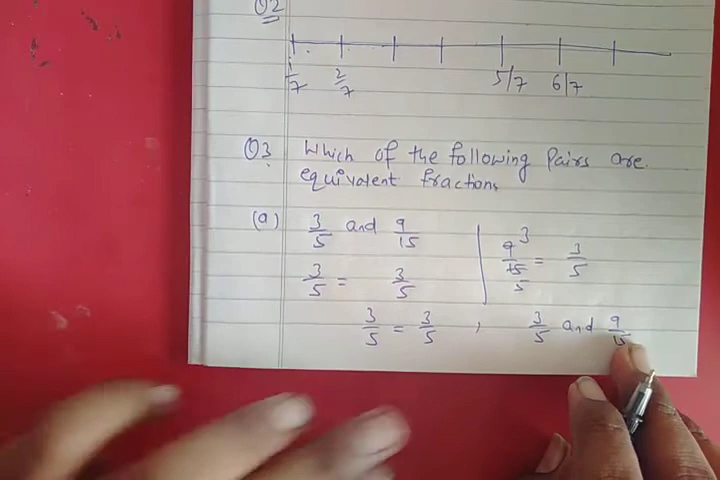 Q2
1/7 2/7 5/7 6/7
Q3 Which of the following Pairs are
equivalent fractions
(a) 3/5 and 9/15 | 9/15 = 3/5
3/5 = 3/5
3 5
3/5 = 3/5 , 3/5 and 9/15